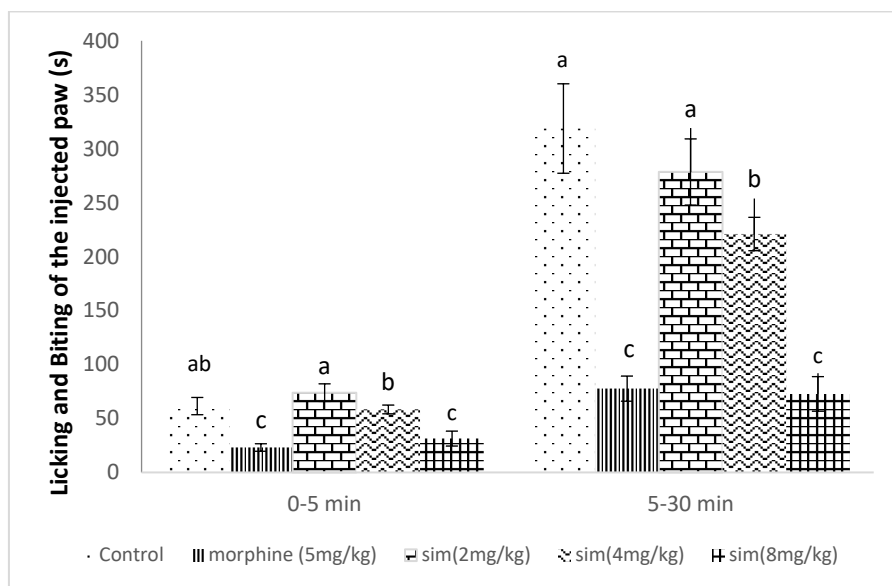 Licking and Biting of the injected paw (s)
400
350
300
250
200
150
100
50
0
ab
c
a
b
c
a
c
a
b
c
0-5 min
5-30 min
Control
morphine (5mg/kg)
sim(2mg/kg)
sim(4mg/kg)
sim(8mg/kg)